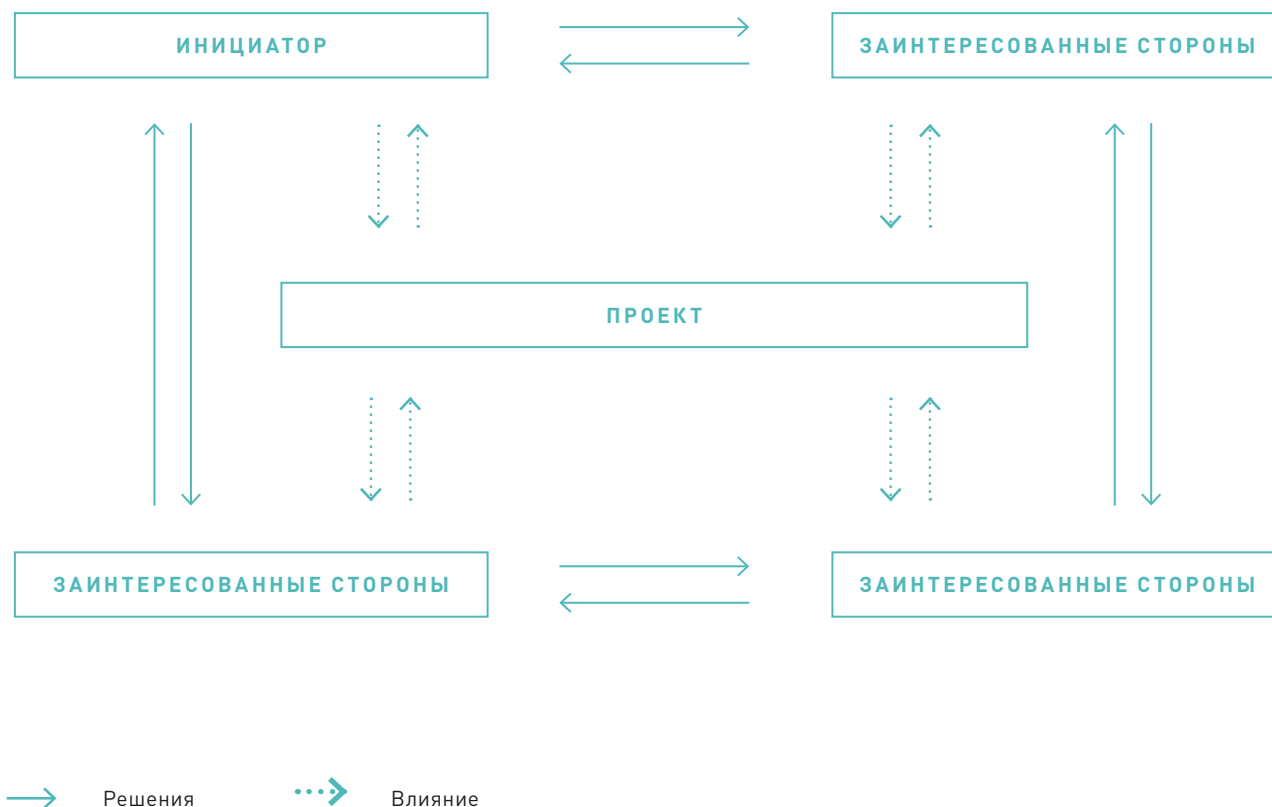 ИНИЦИАТОР
ЗАИНТЕРЕСОВАННЫЕ СТОРОНЫ
ПРОЕКТ
ЗАИНТЕРЕСОВАННЫЕ СТОРОНЫ
ЗАИНТЕРЕСОВАННЫЕ СТОРОНЫ
Решения
Влияние